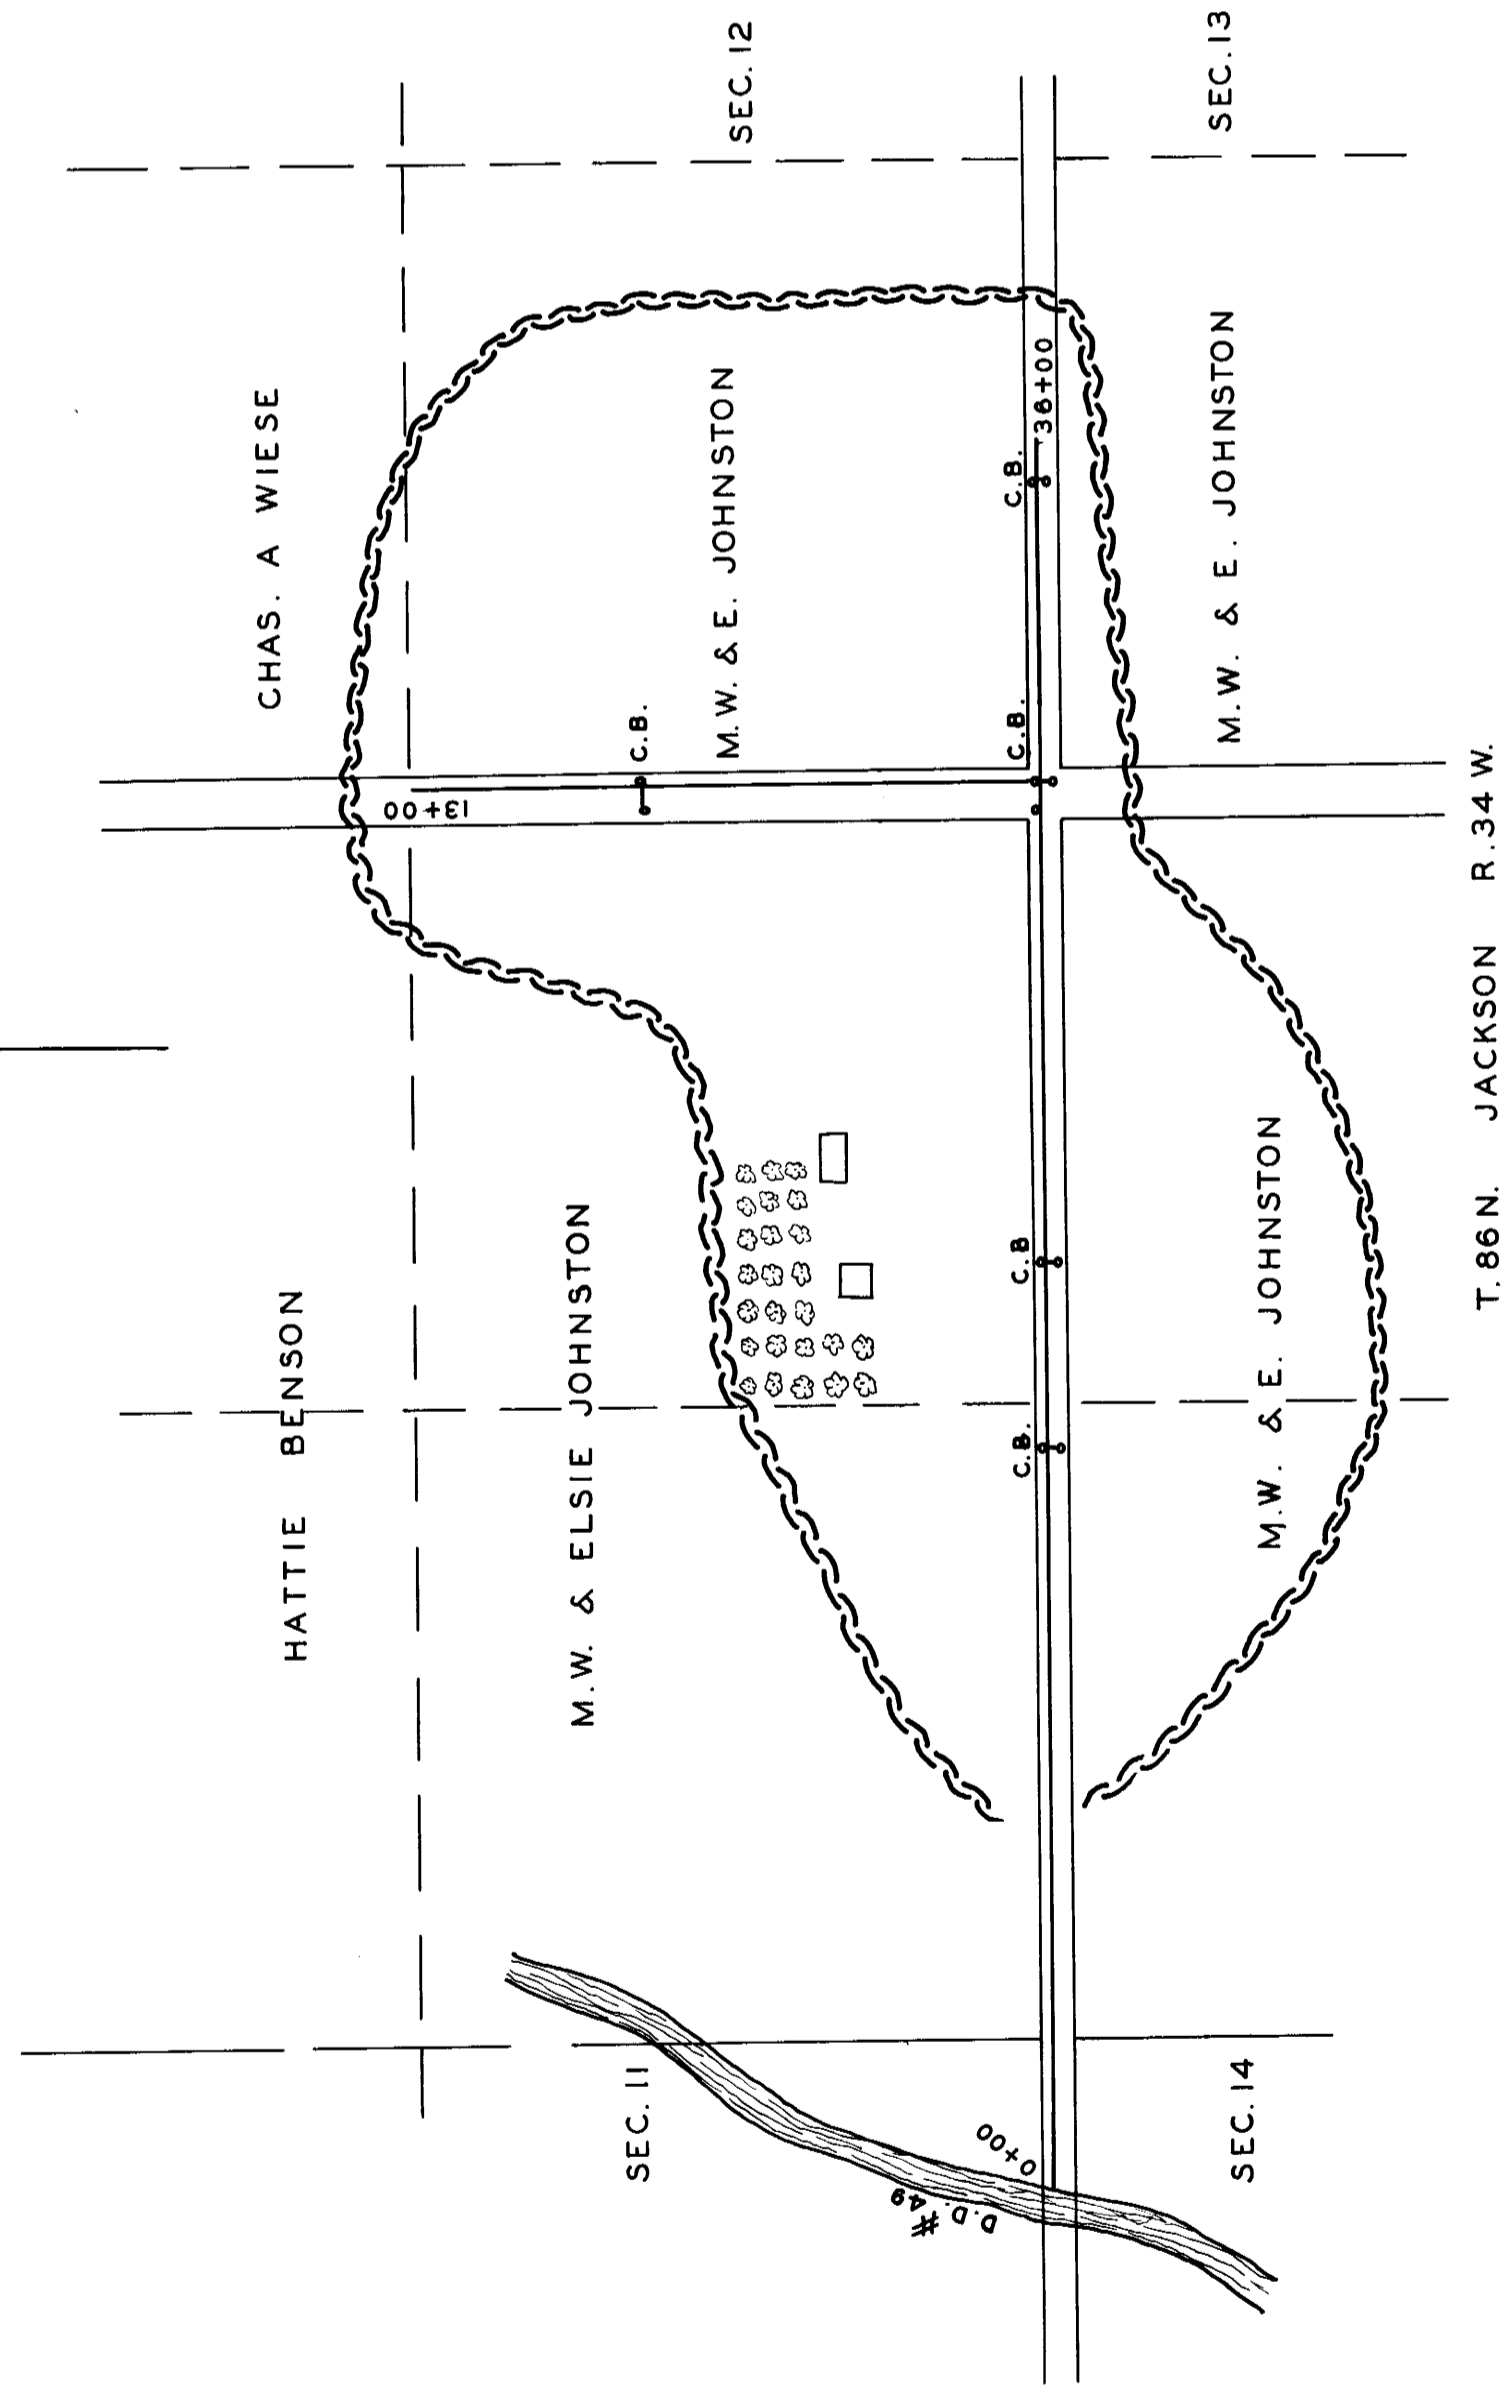 HATTIE BENSON
CHAS. A WIESE
M.W. & ELSIE JOHNSTON
13+00
C.B.
M.W. & E. JOHNSTON
SEC. 11
SEC. 12
D.D. #49
0+00
C.B.
C.B
C.B.
C.B.
36+00
SEC. 14
M.W. & E. JOHNSTON
M.W. & E. JOHNSTON
SEC. 13
T. 86 N. JACKSON R. 34 W.